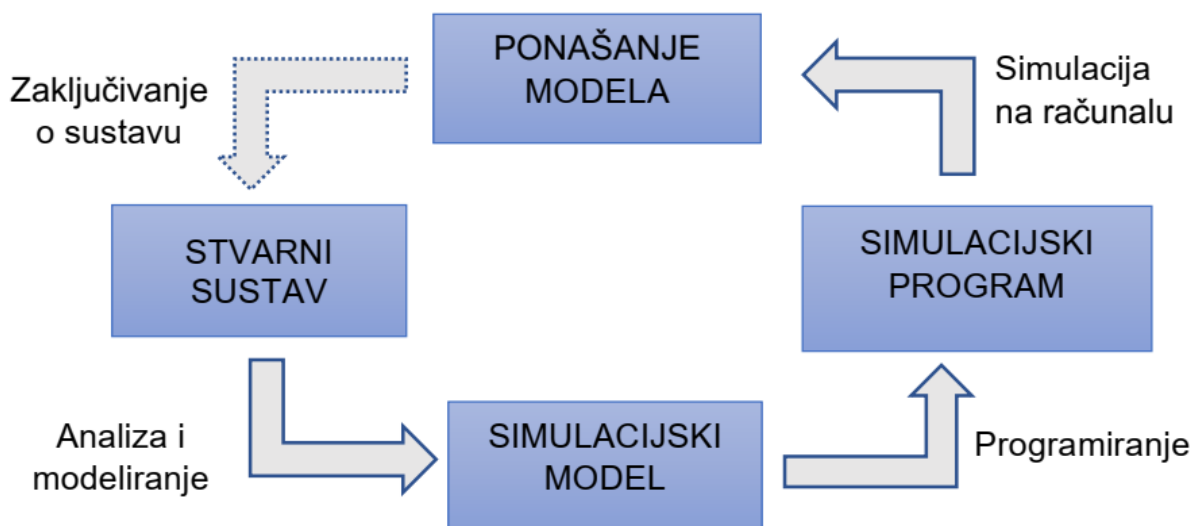 PONAŠANJE
MODELA
Zaključivanje
o sustavu
Simulacija
na računalu
STVARNI
SUSTAV
SIMULACIJSKI
PROGRAM
Analiza i
modeliranje
SIMULACIJSKI
MODEL
Programiranje